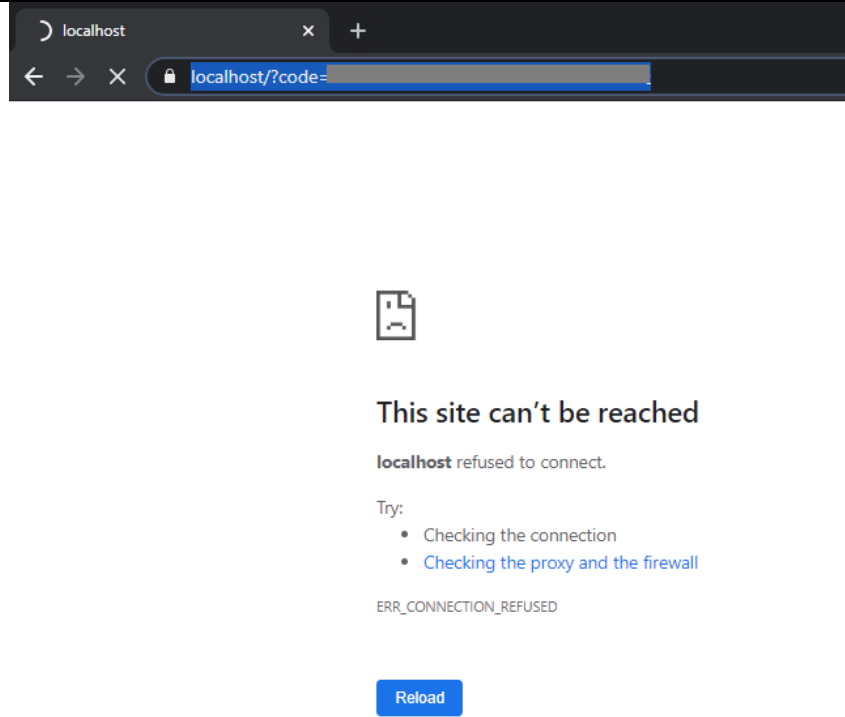 localhost
localhost/?code=
This site can't be reached
localhost refused to connect.
Try:
Checking the connection
Checking the proxy and the firewall
ERR_CONNECTION_REFUSED
Reload